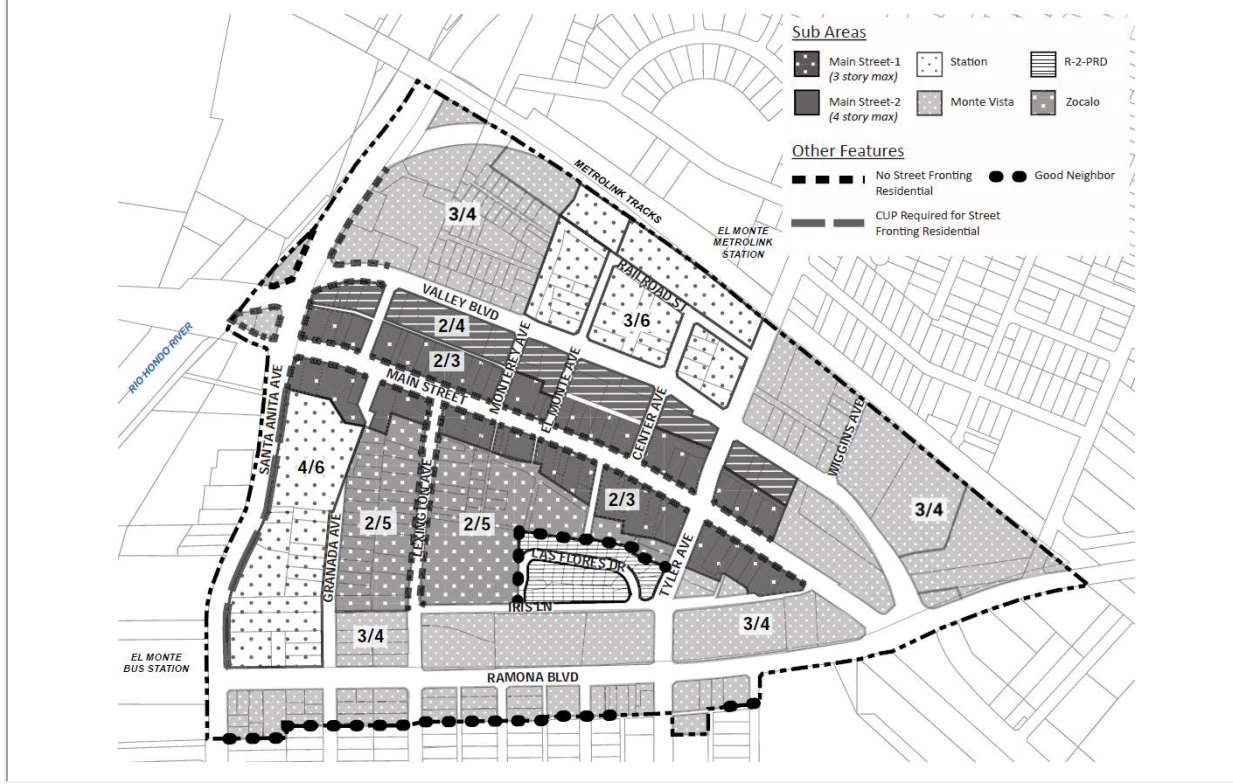 Sub Areas
Main Street-1
(3 story max)
Station
R-2-PRD
Main Street-2
(4 story max)
Monte Vista
Zocalo
Other Features
No Street Fronting
Residential
Good Neighbor
CUP Required for Street
Fronting Residential
METROLINK TRACKS
EL MONTE
METROLINK
STATION
3/4
RAILROAD ST
3/6
VALLEY BLVD
2/4
2/3
MAIN STREET
MONTEREY AVE
EL MONTE AVE
CENTER AVE
WIGGINS AVE
RIO HONDO RIVER
SANTA ANITA AVE
4/6
GRANADA AVE
2/5
LEXINGTON AVE
2/5
2/3
3/4
LAS FLORES DR
TYLER AVE
IRIS LN
3/4
3/4
EL MONTE
BUS STATION
RAMONA BLVD